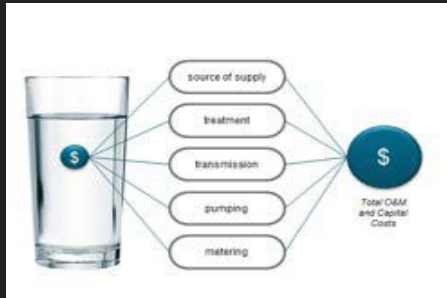 source of supply
treatment
$
transmission
$
pumping
Total O&M
and Capital
Costs
metering